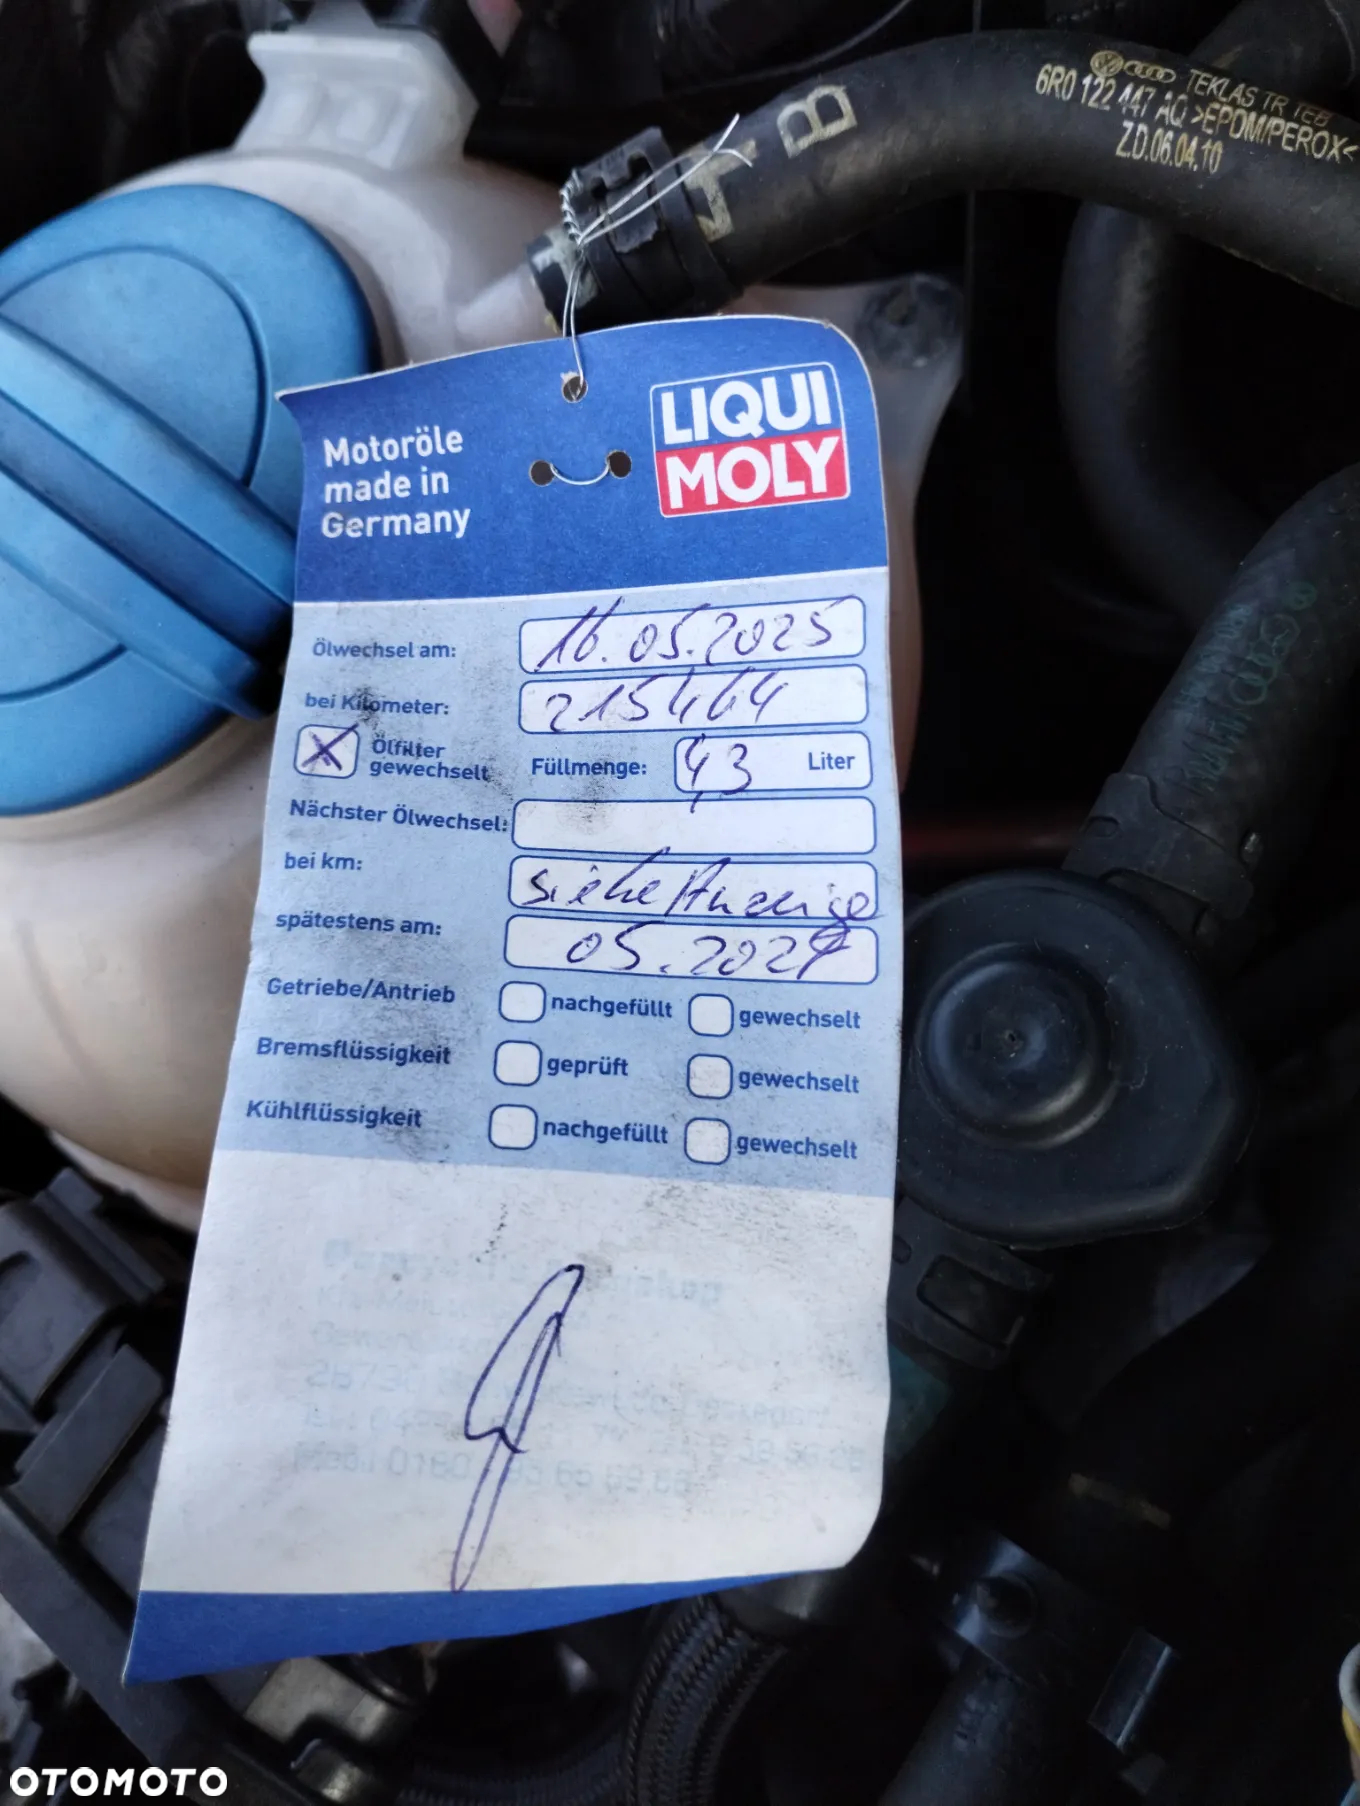 TEKLAS TR TEB
6R0 122 447 AQ >EPDM/PEROX<
Z.D.06.04.10
B
LIQUI
MOLY
Motoröle
made in
Germany
Ölwechsel am: 16.05.2025
bei Kilometer: 215464
X Ölfilter gewechselt Füllmenge: 4,3 Liter
Nächster Ölwechsel:
bei km: siehe Anzeige
spätestens am: 05.2027
Getriebe/Antrieb nachgefüllt gewechselt
Bremsflüssigkeit geprüft gewechselt
Kühlflüssigkeit nachgefüllt gewechselt
OTOMOTO